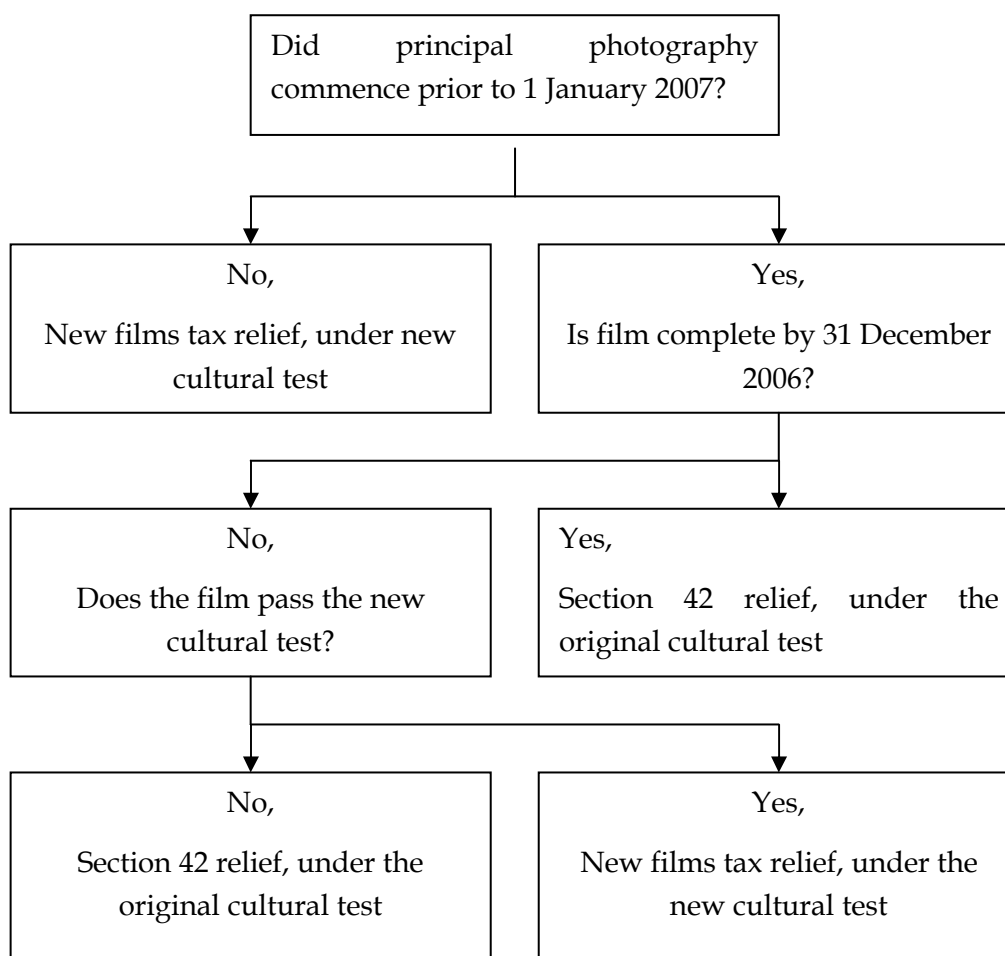 Did principal photography
commence prior to 1 January 2007?
No,
New films tax relief, under new
cultural test
Yes,
Is film complete by 31 December
2006?
No,
Does the film pass the new
cultural test?
Yes,
Section 42 relief, under the
original cultural test
No,
Section 42 relief, under the
original cultural test
Yes,
New films tax relief, under the
new cultural test